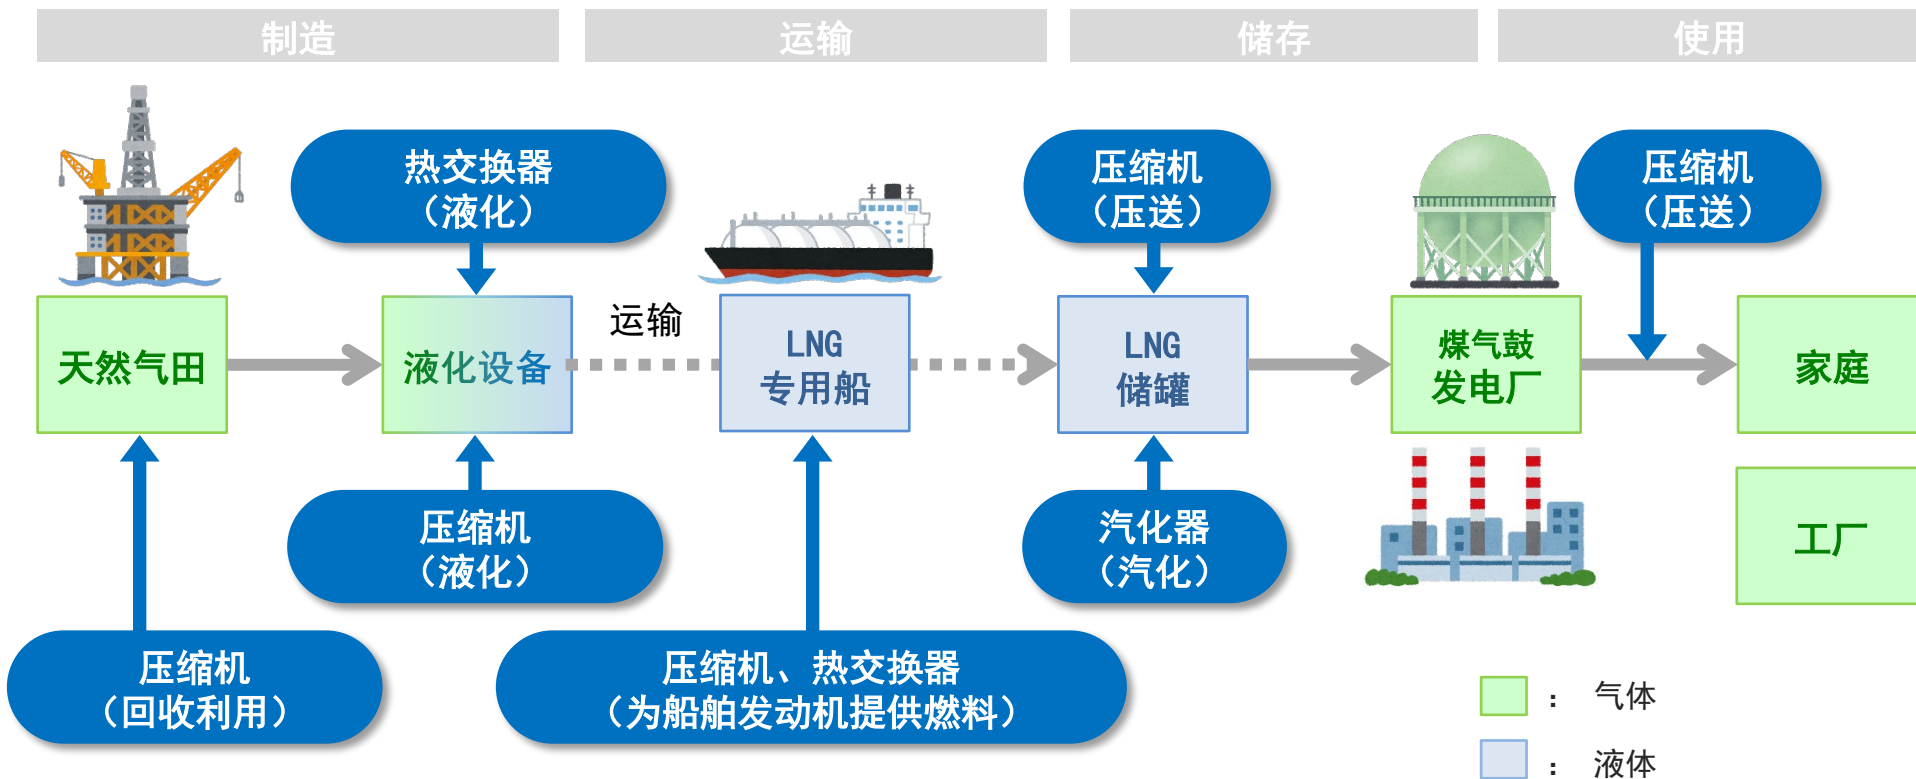 制造
运输
储存
使用
热交换器
（液化）
压缩机
（压送）
压缩机
（压送）
运输
天然气田
液化设备
LNG
专用船
LNG
储罐
煤气鼓
发电厂
家庭
压缩机
（液化）
汽化器
（汽化）
工厂
压缩机
（回收利用）
压缩机、热交换器
（为船舶发动机提供燃料）
： 气体
： 液体